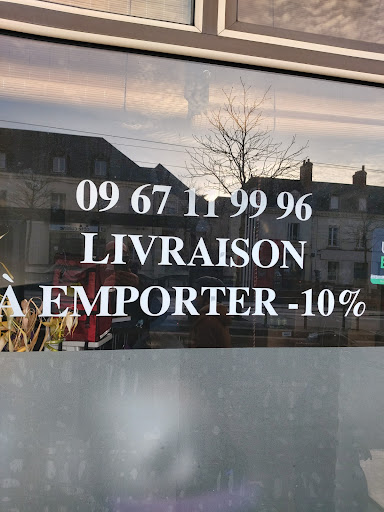 09 67 11 99 96
LIVRAISON
À EMPORTER -10%